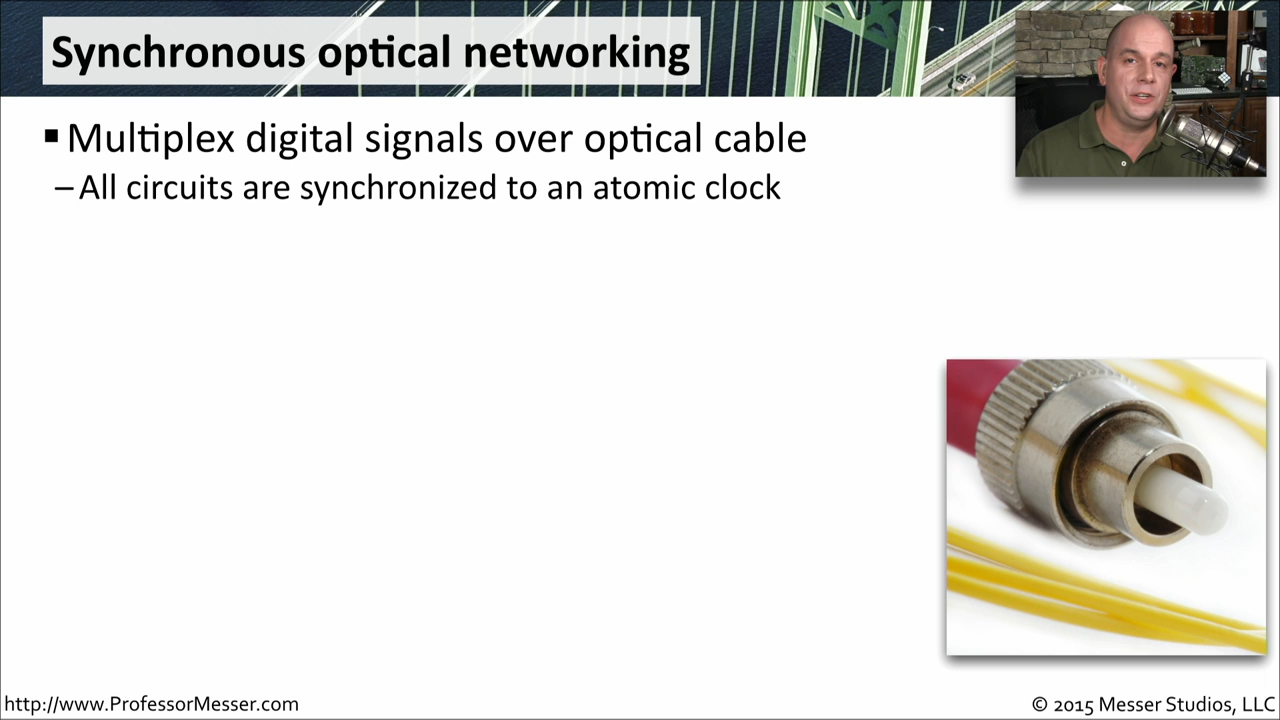 Synchronous optical networking
▪ Multiplex digital signals over optical cable
– All circuits are synchronized to an atomic clock
http://www.ProfessorMesser.com
© 2015 Messer Studios, LLC